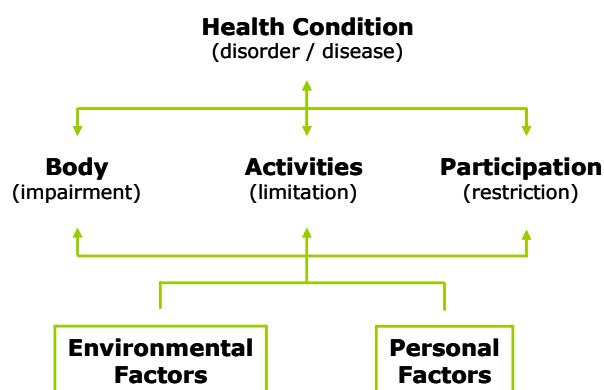 Health Condition
(disorder / disease)
Body Activities Participation
(impairment) (limitation) (restriction)
Environmental Personal
Factors Factors